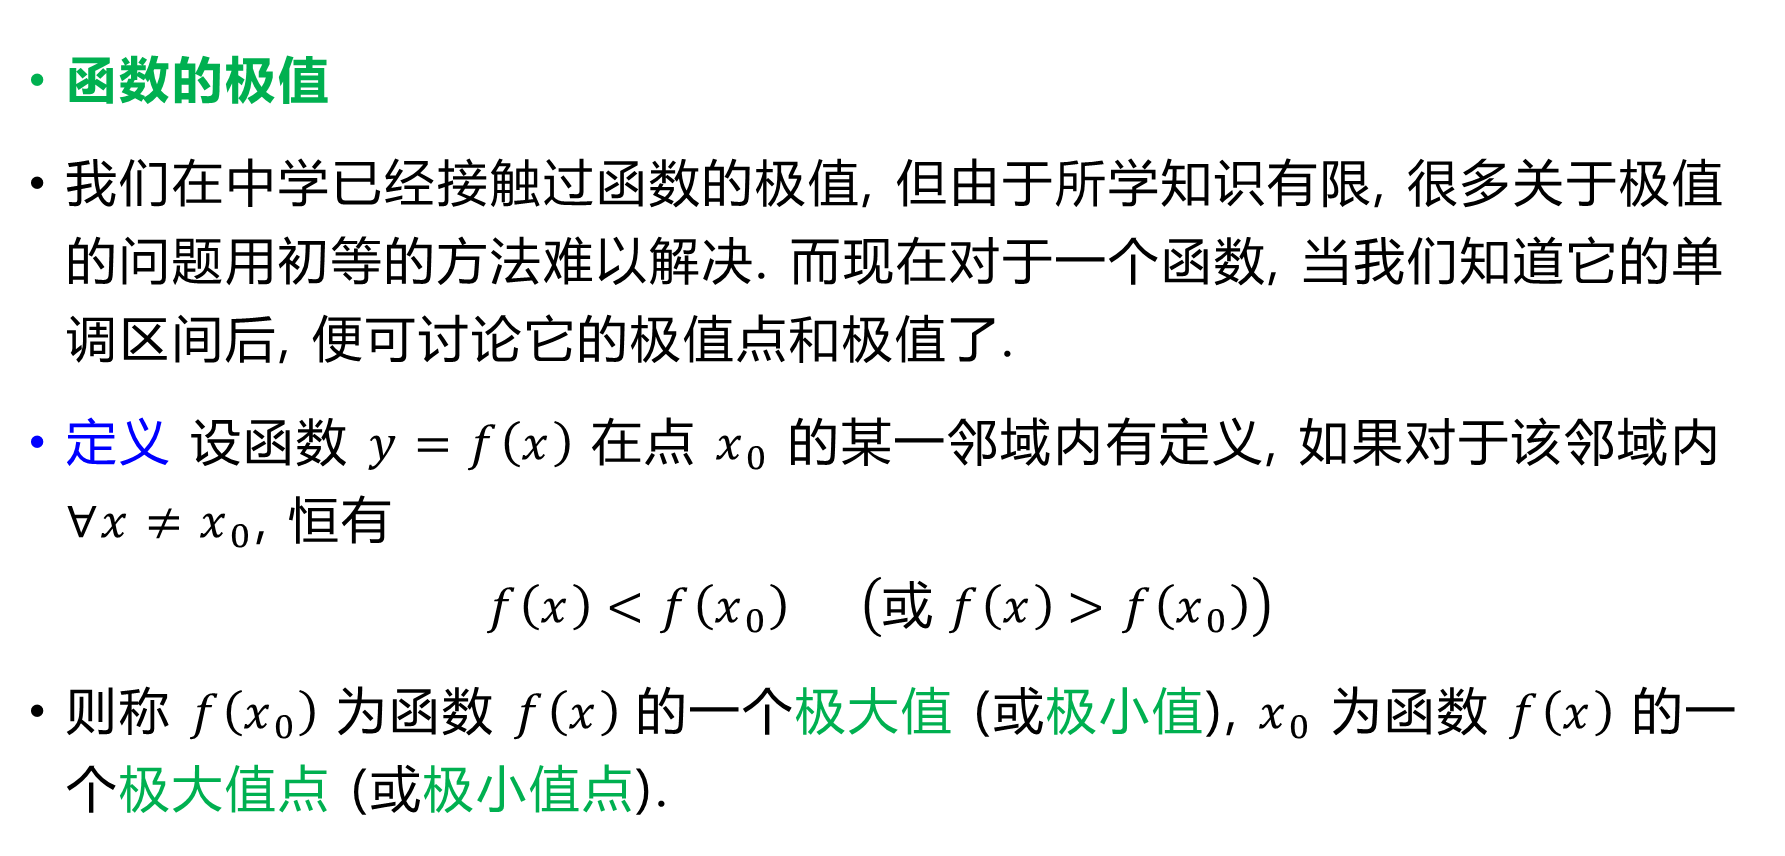 • 函数的极值
• 我们在中学已经接触过函数的极值, 但由于所学知识有限, 很多关于极值
的问题用初等的方法难以解决. 而现在对于一个函数, 当我们知道它的单
调区间后, 便可讨论它的极值点和极值了.
• 定义 设函数 y = f(x) 在点 x₀ 的某一邻域内有定义, 如果对于该邻域内
∀x ≠ x₀, 恒有
f(x) < f(x₀) (或 f(x) > f(x₀))
• 则称 f(x₀) 为函数 f(x) 的一个极大值 (或极小值), x₀ 为函数 f(x) 的一
个极大值点 (或极小值点).